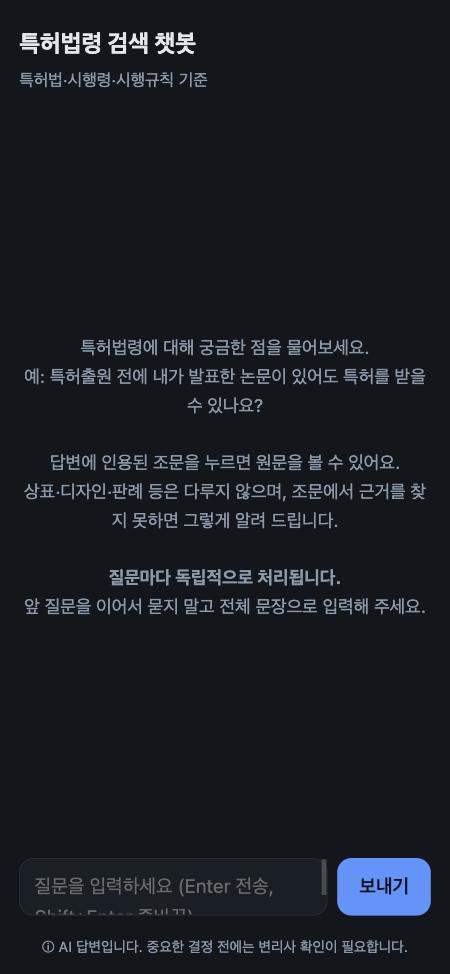 특허법령 검색 챗봇
특허법·시행령·시행규칙 기준
특허법령에 대해 궁금한 점을 물어보세요.
예: 특허출원 전에 내가 발표한 논문이 있어도 특허를 받을
수 있나요?
답변에 인용된 조문을 누르면 원문을 볼 수 있어요.
상표·디자인·판례 등은 다루지 않으며, 조문에서 근거를 찾
지 못하면 그렇게 알려 드립니다.
질문마다 독립적으로 처리됩니다.
앞 질문을 이어서 묻지 말고 전체 문장으로 입력해 주세요.
질문을 입력하세요 (Enter 전송,
보내기
ⓘ AI 답변입니다. 중요한 결정 전에는 변리사 확인이 필요합니다.